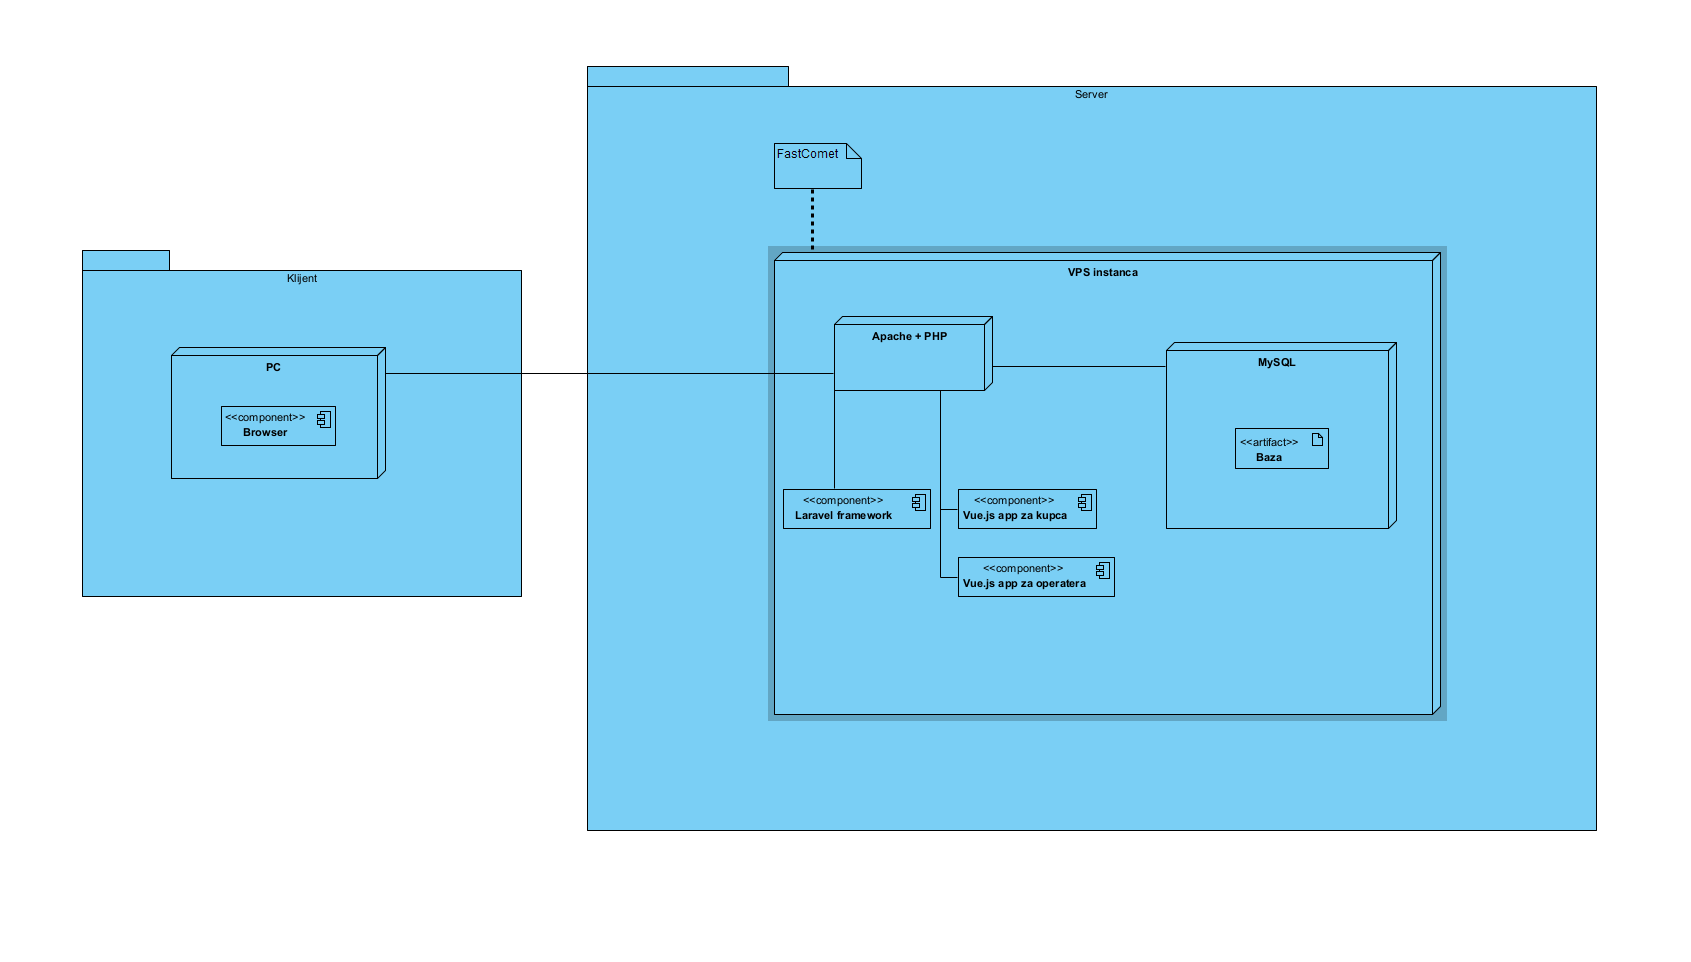 Server
FastComet
Klijent
VPS instanca
Apache + PHP
PC
MySQL
<<component>>
Browser
<<artifact>>
Baza
<<component>>
Laravel framework
<<component>>
Vue.js app za kupca
<<component>>
Vue.js app za operatera